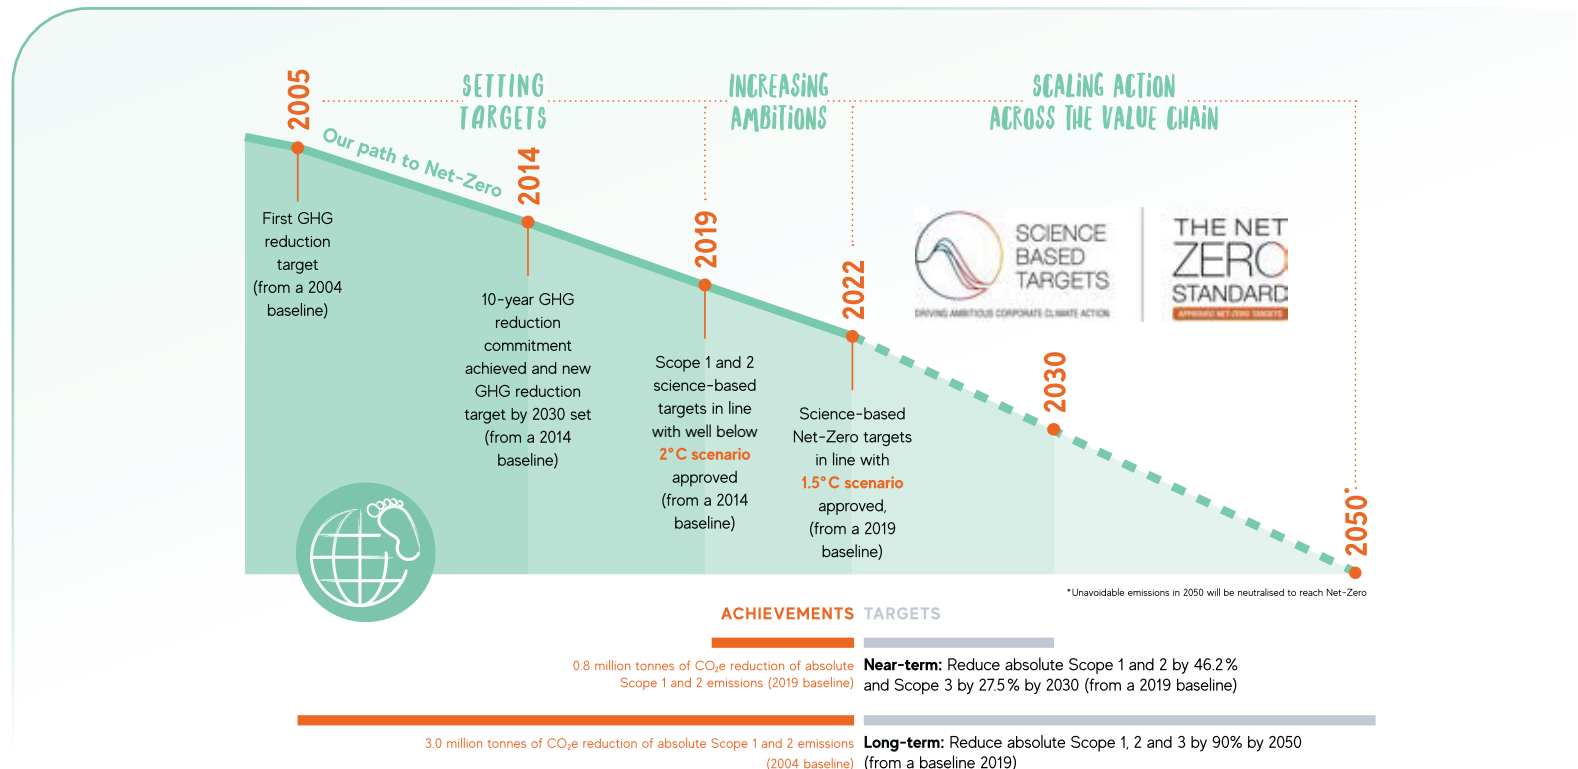 2005
SETTING
TARGETS
INCREASING
AMBITIONS
SCALING ACTION
ACROSS THE VALUE CHAIN
Our path to Net-Zero
2014
2019
2022
2030
2050*
First GHG
reduction
target
(from a 2004
baseline)
10-year GHG
reduction
commitment
achieved and new
GHG reduction
target by 2030 set
(from a 2014
baseline)
Scope 1 and 2
science-based
targets in line
with well below
2°C scenario
approved
(from a 2014
baseline)
Science-based
Net-Zero targets
in line with
1.5°C scenario
approved,
(from a 2019
baseline)
SCIENCE
BASED
TARGETS
DRIVING AMBITIOUS CORPORATE CLIMATE ACTION
THE NET
ZERO
STANDARD
APPROVED NET-ZERO TARGETS
*Unavoidable emissions in 2050 will be neutralised to reach Net-Zero
ACHIEVEMENTS
TARGETS
0.8 million tonnes of CO₂e reduction of absolute
Scope 1 and 2 emissions (2019 baseline)
Near-term: Reduce absolute Scope 1 and 2 by 46.2%
and Scope 3 by 27.5% by 2030 (from a 2019 baseline)
3.0 million tonnes of CO₂e reduction of absolute Scope 1 and 2 emissions
(2004 baseline)
Long-term: Reduce absolute Scope 1, 2 and 3 by 90% by 2050
(from a baseline 2019)